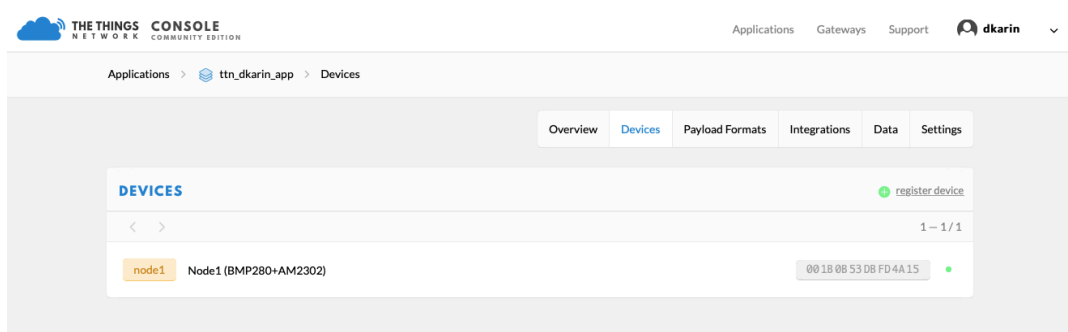 THE THINGS NETWORK CONSOLE COMMUNITY EDITION
Applications Gateways Support dkarin
Applications > ttn_dkarin_app > Devices
Overview Devices Payload Formats Integrations Data Settings
DEVICES register device
1 — 1 / 1
node1 Node1 (BMP280+AM2302) 00 1B 0B 53 DB FD 4A 15